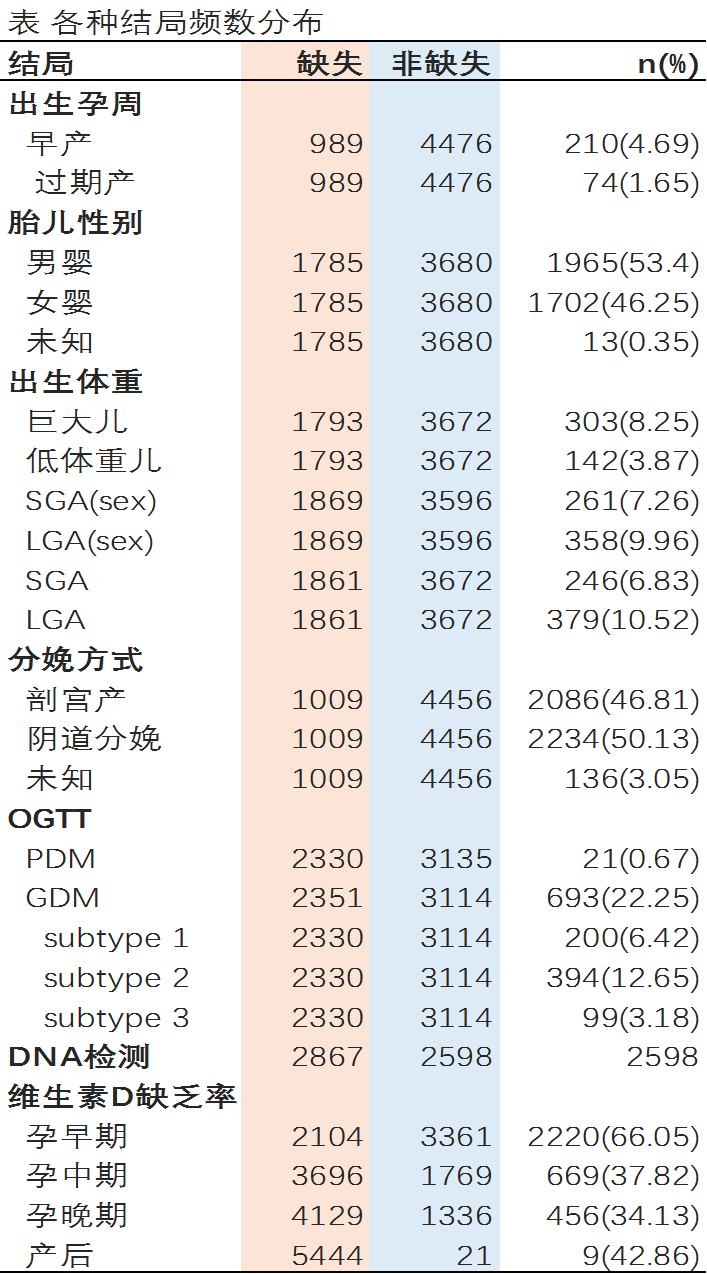 表 各种结局频数分布
结局 缺失 非缺失 n(%)
出生孕周
早产 989 4476 210(4.69)
过期产 989 4476 74(1.65)
胎儿性别
男婴 1785 3680 1965(53.4)
女婴 1785 3680 1702(46.25)
未知 1785 3680 13(0.35)
出生体重
巨大儿 1793 3672 303(8.25)
低体重儿 1793 3672 142(3.87)
SGA(sex) 1869 3596 261(7.26)
LGA(sex) 1869 3596 358(9.96)
SGA 1861 3672 246(6.83)
LGA 1861 3672 379(10.52)
分娩方式
剖宫产 1009 4456 2086(46.81)
阴道分娩 1009 4456 2234(50.13)
未知 1009 4456 136(3.05)
OGTT
PDM 2330 3135 21(0.67)
GDM 2351 3114 693(22.25)
subtype 1 2330 3114 200(6.42)
subtype 2 2330 3114 394(12.65)
subtype 3 2330 3114 99(3.18)
DNA检测 2867 2598 2598
维生素D缺乏率
孕早期 2104 3361 2220(66.05)
孕中期 3696 1769 669(37.82)
孕晚期 4129 1336 456(34.13)
产后 5444 21 9(42.86)